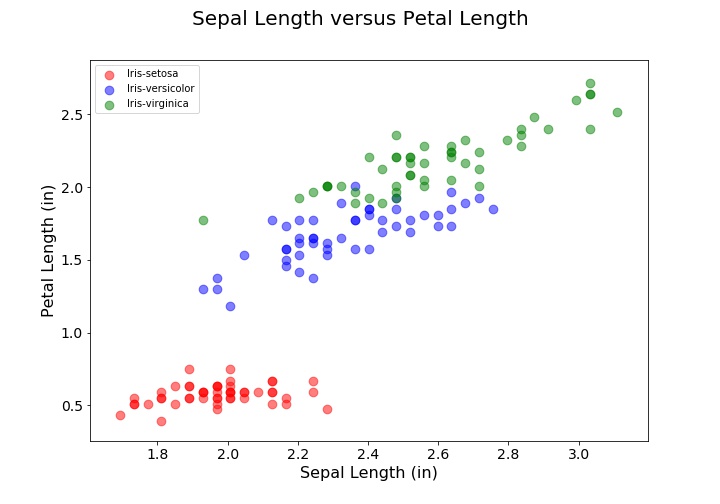 Sepal Length versus Petal Length
Iris-setosa
Iris-versicolor
Iris-virginica
Petal Length (in)
2.5
2.0
1.5
1.0
0.5
1.8 2.0 2.2 2.4 2.6 2.8 3.0
Sepal Length (in)